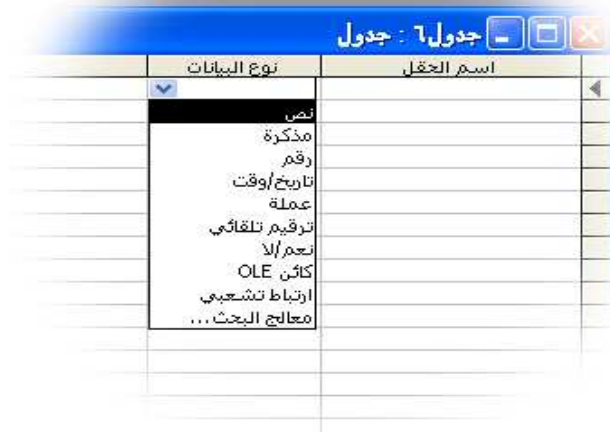 جدول٦ : جدول
اسم الحقل نوع البيانات
نص
مذكرة
رقم
تاريخ/وقت
عملة
ترقيم تلقائي
نعم/لا
كائن OLE
ارتباط تشعبي
معالج البحث...